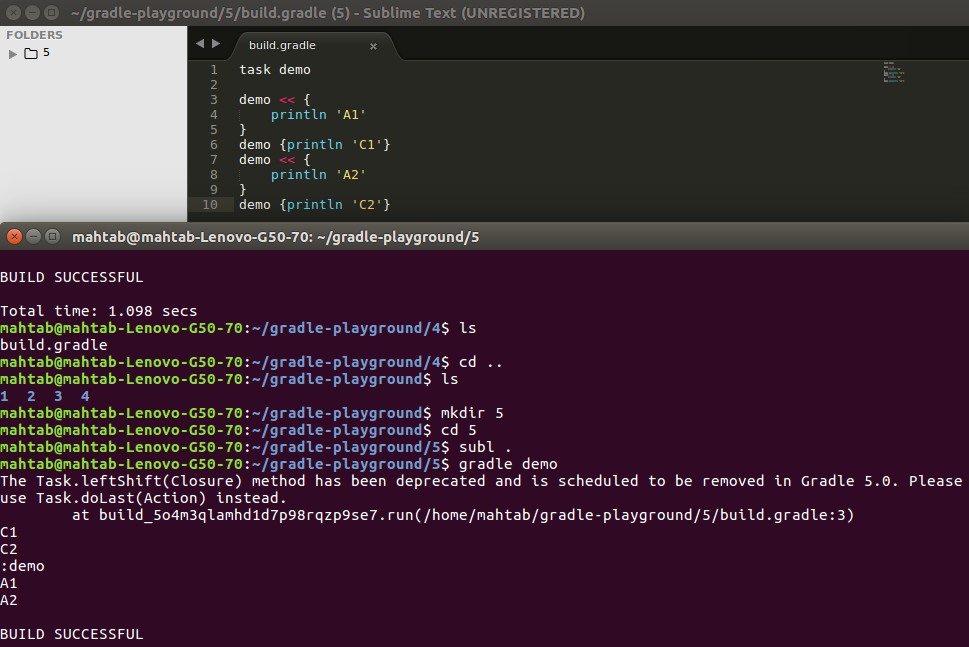 ~/gradle-playground/5/build.gradle (5) - Sublime Text (UNREGISTERED)
FOLDERS
5
build.gradle
1 task demo
2
3 demo << {
4     println 'A1'
5 }
6 demo {println 'C1'}
7 demo << {
8     println 'A2'
9 }
10 demo {println 'C2'}
mahtab@mahtab-Lenovo-G50-70: ~/gradle-playground/5
BUILD SUCCESSFUL
Total time: 1.098 secs
mahtab@mahtab-Lenovo-G50-70:~/gradle-playground/4$ ls
build.gradle
mahtab@mahtab-Lenovo-G50-70:~/gradle-playground/4$ cd ..
mahtab@mahtab-Lenovo-G50-70:~/gradle-playground$ ls
1  2  3  4
mahtab@mahtab-Lenovo-G50-70:~/gradle-playground$ mkdir 5
mahtab@mahtab-Lenovo-G50-70:~/gradle-playground$ cd 5
mahtab@mahtab-Lenovo-G50-70:~/gradle-playground/5$ subl .
mahtab@mahtab-Lenovo-G50-70:~/gradle-playground/5$ gradle demo
The Task.leftShift(Closure) method has been deprecated and is scheduled to be removed in Gradle 5.0. Please
use Task.doLast(Action) instead.
        at build_5o4m3qlamhd1d7p98rqzp9se7.run(/home/mahtab/gradle-playground/5/build.gradle:3)
C1
C2
:demo
A1
A2
BUILD SUCCESSFUL